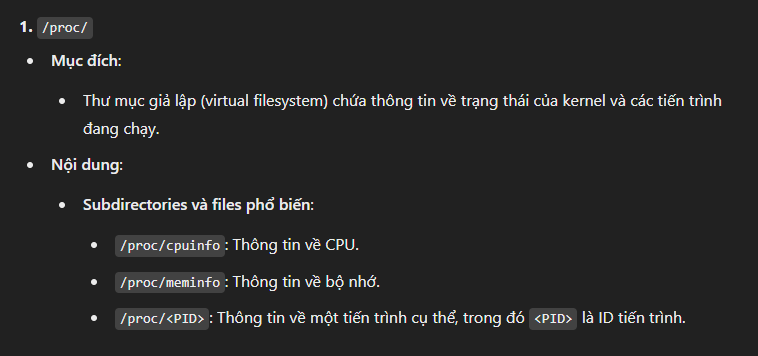 1. /proc/
• Mục đích:
• Thư mục giả lập (virtual filesystem) chứa thông tin về trạng thái của kernel và các tiến trình
đang chạy.
• Nội dung:
• Subdirectories và files phổ biến:
• /proc/cpuinfo: Thông tin về CPU.
• /proc/meminfo: Thông tin về bộ nhớ.
• /proc/<PID>: Thông tin về một tiến trình cụ thể, trong đó <PID> là ID tiến trình.